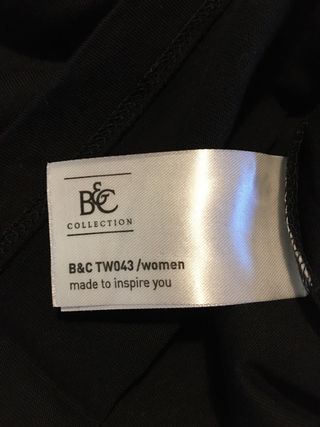 B&C
COLLECTION
B&C TW043 /women
made to inspire you